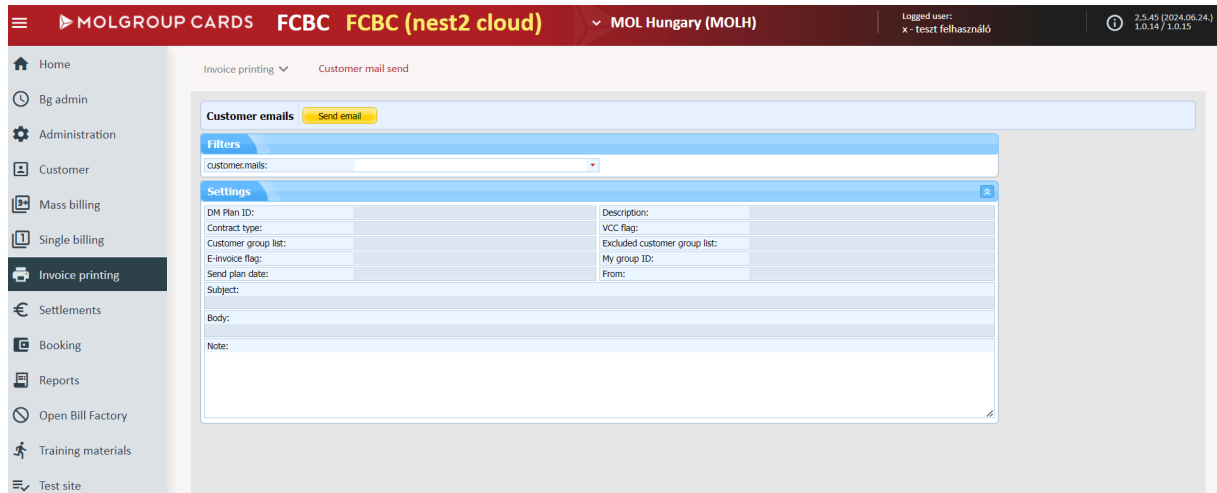 MOLGROUP CARDS FCBC FCBC (nest2 cloud) MOL Hungary (MOLH) Logged user: x - teszt felhasználó 2.5.45 (2024.06.24.) 1.0.14 / 1.0.15
Home
Bg admin
Administration
Customer
9+ Mass billing
1 Single billing
Invoice printing
€ Settlements
Booking
Reports
Open Bill Factory
Training materials
Test site
Invoice printing Customer mail send
Customer emails Send email
Filters
customer.mails:
Settings
DM Plan ID: Description:
Contract type: VCC flag:
Customer group list: Excluded customer group list:
E-invoice flag: My group ID:
Send plan date: From:
Subject:
Body:
Note: